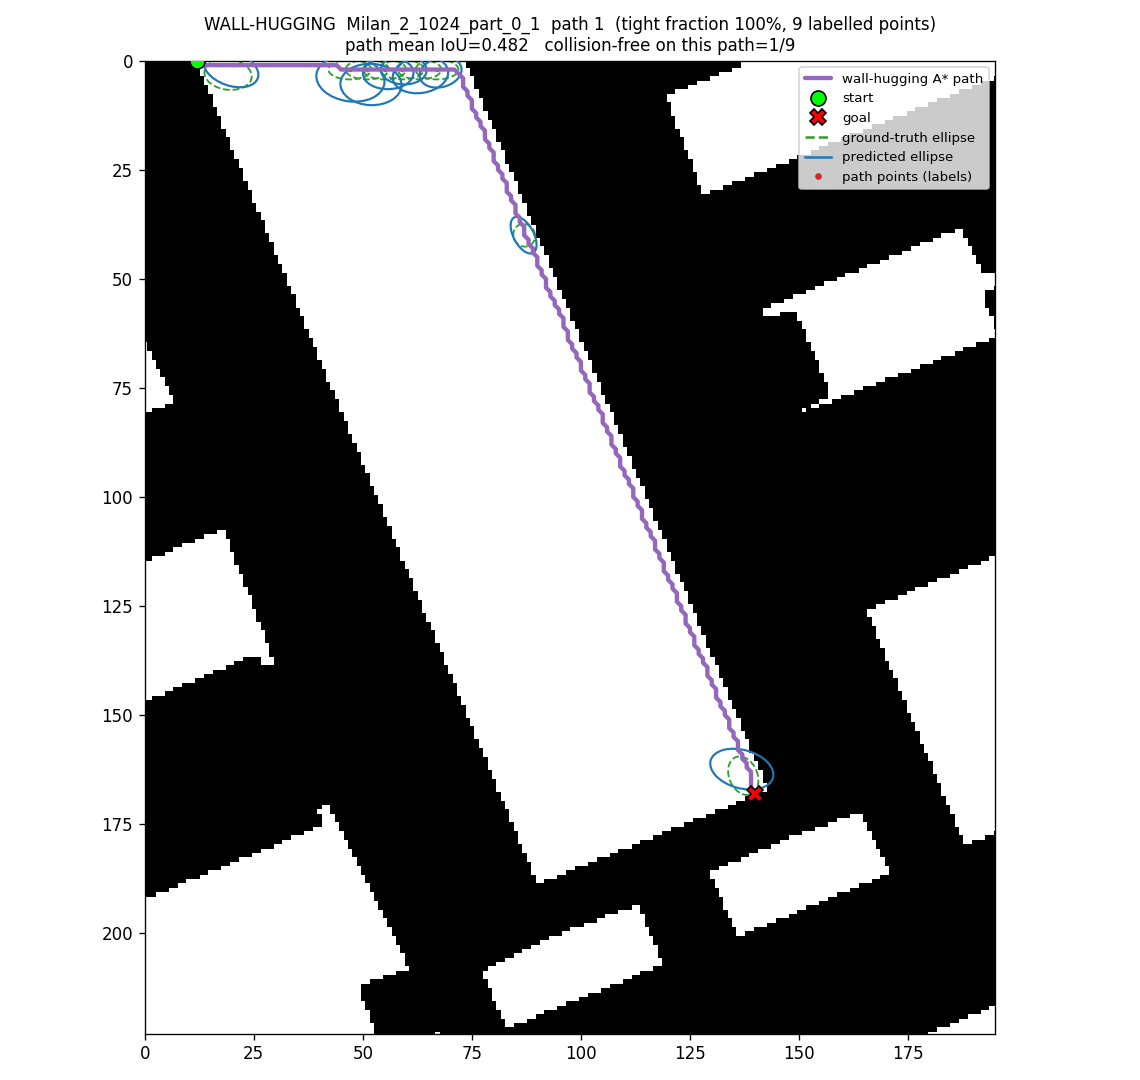 WALL-HUGGING  Milan_2_1024_part_0_1  path 1  (tight fraction 100%, 9 labelled points)
path mean IoU=0.482   collision-free on this path=1/9
wall-hugging A* path
start
goal
ground-truth ellipse
predicted ellipse
path points (labels)
0
25
50
75
100
125
150
175
200
0 25 50 75 100 125 150 175